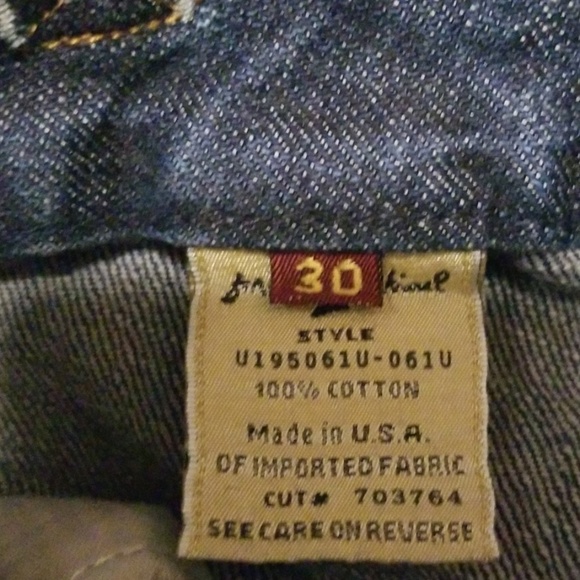 30
STYLE
U195061U-061U
100% COTTON
Made in U.S.A.
OF IMPORTED FABRIC
CUT# 703764
SEE CARE ON REVERSE